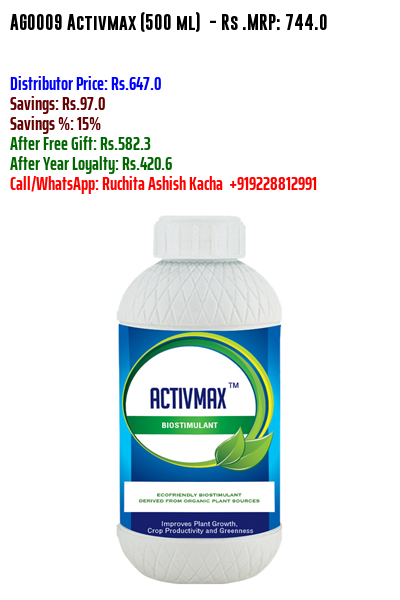 AG0009 Activmax (500 ml) - Rs .MRP: 744.0
Distributor Price: Rs.647.0
Savings: Rs.97.0
Savings %: 15%
After Free Gift: Rs.582.3
After Year Loyalty: Rs.420.6
Call/WhatsApp: Ruchita Ashish Kacha +919228812991
ACTIVMAX™
BIOSTIMULANT
ECOFRIENDLY BIOSTIMULANT
DERIVED FROM ORGANIC PLANT SOURCES
Improves Plant Growth,
Crop Productivity and Greenness